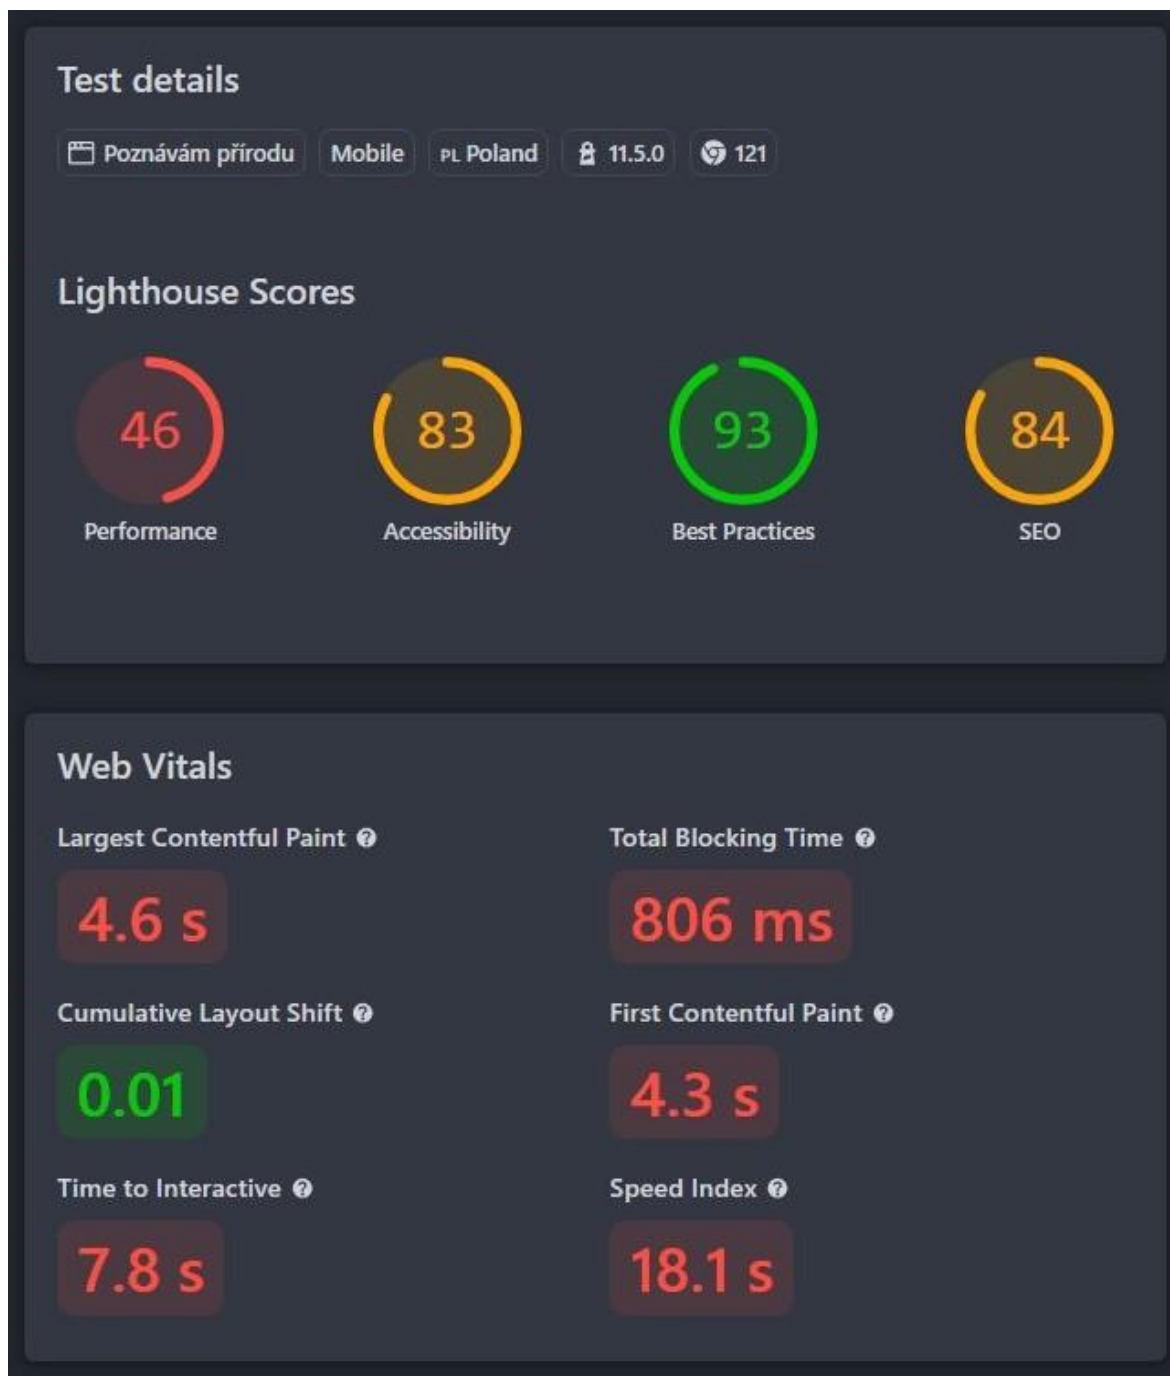 Test details
Poznávám přírodu Mobile PL Poland 11.5.0 121
Lighthouse Scores
46 83 93 84
Performance Accessibility Best Practices SEO
Web Vitals
Largest Contentful Paint ? Total Blocking Time ?
4.6 s 806 ms
Cumulative Layout Shift ? First Contentful Paint ?
0.01 4.3 s
Time to Interactive ? Speed Index ?
7.8 s 18.1 s